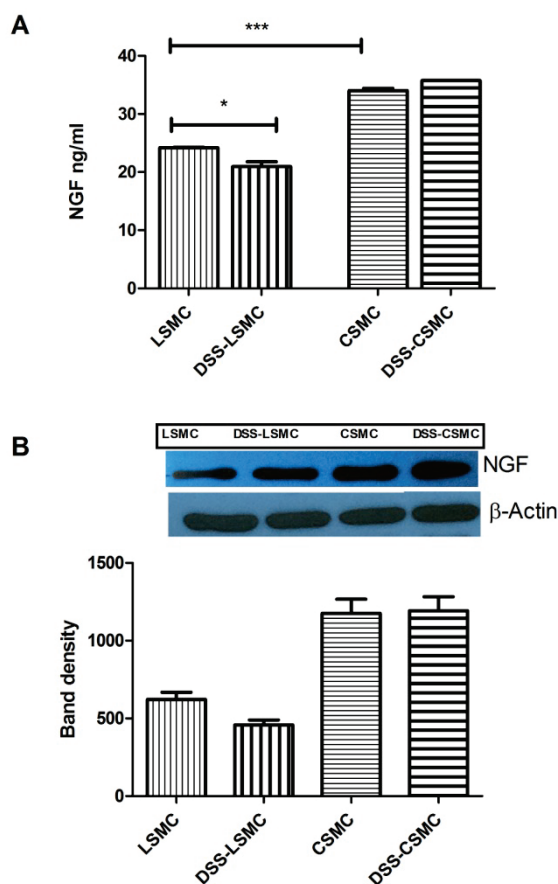 A
***
*
NGF ng/ml
40
30
20
10
0
LSMC
DSS-LSMC
CSMC
DSS-CSMC
B
LSMC DSS-LSMC CSMC DSS-CSMC
NGF
β-Actin
Band density
1500
1000
500
0
LSMC
DSS-LSMC
CSMC
DSS-CSMC